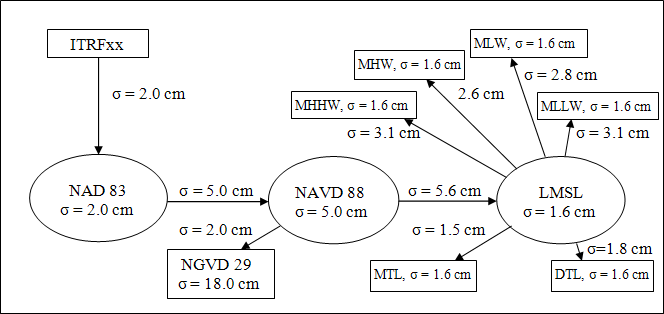 ITRFxx
MLW, σ = 1.6 cm
MHW, σ = 1.6 cm
σ = 2.8 cm
σ = 2.0 cm
2.6 cm
MHHW, σ = 1.6 cm
MLLW, σ = 1.6 cm
σ = 3.1 cm
σ = 3.1 cm
NAD 83
σ = 2.0 cm
σ = 5.0 cm
NAVD 88
σ = 5.0 cm
σ = 5.6 cm
LMSL
σ = 1.6 cm
σ = 2.0 cm
σ = 1.5 cm
σ=1.8 cm
NGVD 29
σ = 18.0 cm
MTL, σ = 1.6 cm
DTL, σ = 1.6 cm